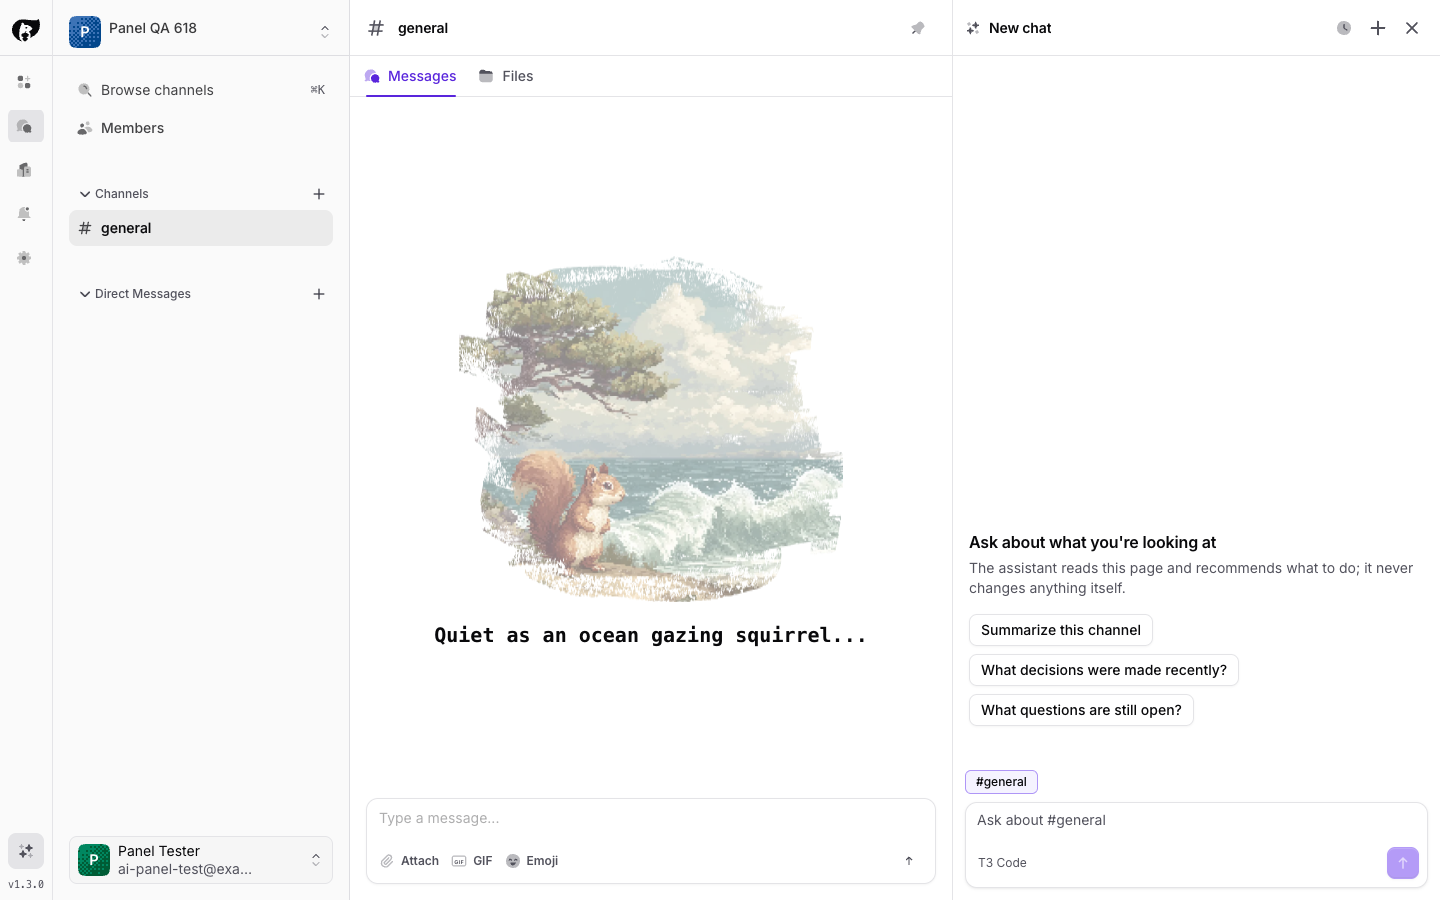 P
Panel QA 618
Browse channels
⌘K
Members
Channels
general
Direct Messages
P
Panel Tester
ai-panel-test@exa...
v1.3.0
# general
Messages
Files
Quiet as an ocean gazing squirrel...
Type a message...
Attach
GIF
GIF
Emoji
New chat
Ask about what you're looking at
The assistant reads this page and recommends what to do; it never
changes anything itself.
Summarize this channel
What decisions were made recently?
What questions are still open?
#general
Ask about #general
T3 Code